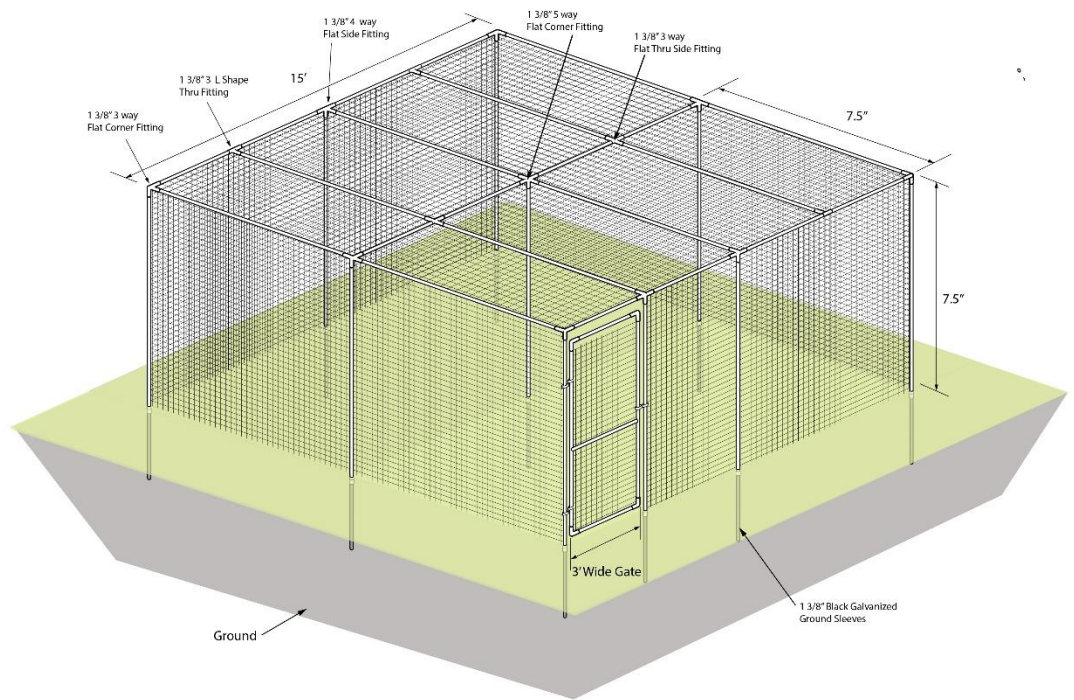 1 3/8" 5 way
Flat Corner Fitting
1 3/8" 4 way
Flat Side Fitting
1 3/8" 3 way
Flat Thru Side Fitting
15'
1 3/8" 3 L Shape
Thru Fitting
7.5"
1 3/8" 3 way
Flat Corner Fitting
7.5"
3' Wide Gate
1 3/8" Black Galvanized
Ground Sleeves
Ground